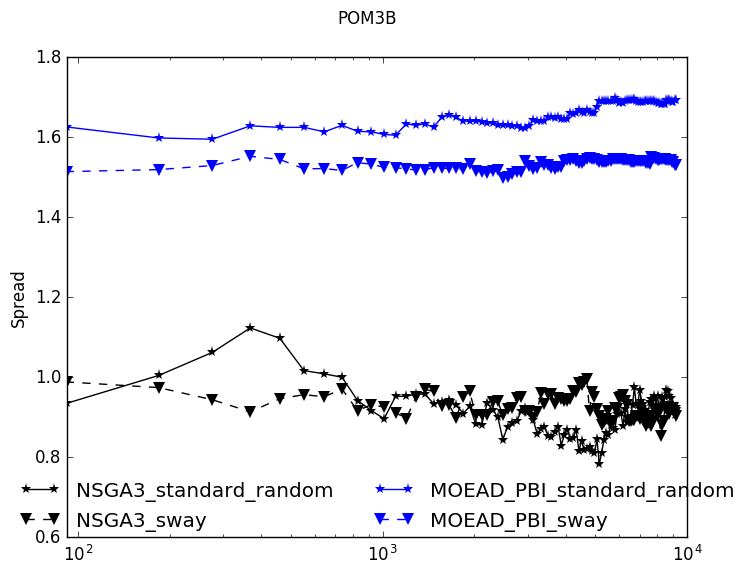 POM3B
1.8
1.6
1.4
1.2
1.0
0.8
0.6
Spread
NSGA3_standard_random
MOEAD_PBI_standard_random
NSGA3_sway
MOEAD_PBI_sway
10²
10³
10⁴